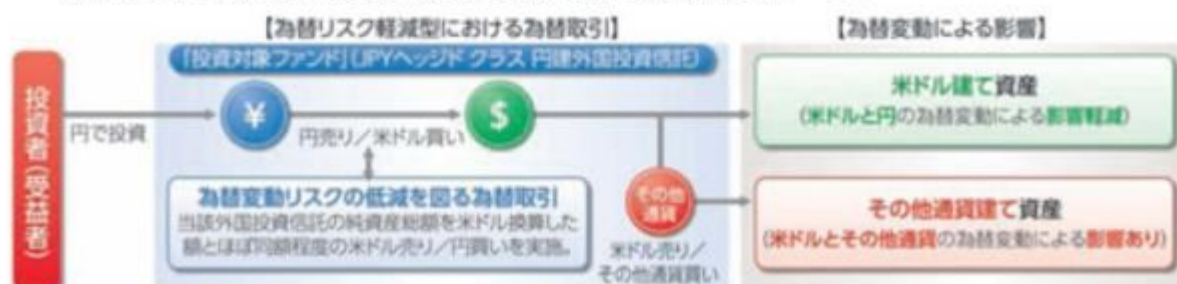 【為替リスク軽減型における為替取引】
【為替変動による影響】
「投資対象ファンド」(JPYヘッジド クラス 円建外国投資信託)
投資者(受益者)
円で投資
¥
円売り/米ドル買い
$
為替変動リスクの低減を図る為替取引
当該外国投資信託の純資産総額を米ドル換算した
額とほぼ同額程度の米ドル売り/円買いを実施。
その他
通貨
米ドル売り/
その他通貨買い
米ドル建て資産
(米ドルと円の為替変動による影響軽減)
その他通貨建て資産
(米ドルとその他通貨の為替変動による影響あり)